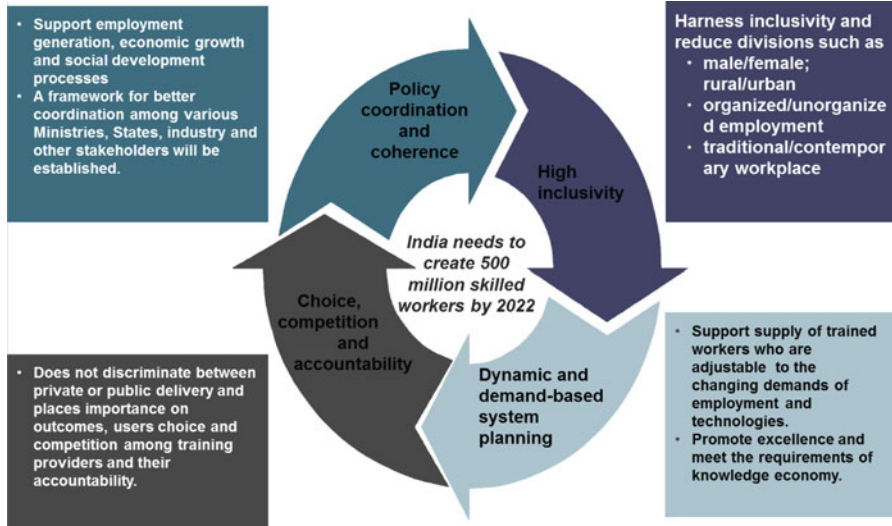 • Support employment
generation, economic growth
and social development
processes
• A framework for better
coordination among various
Ministries, States, industry and
other stakeholders will be
established.
Policy
coordination
and
coherence
Harness inclusivity and
reduce divisions such as
• male/female;
rural/urban
• organized/unorganize
d employment
• traditional/contempor
ary workplace
High
inclusivity
India needs to
create 500
million skilled
workers by 2022
Choice,
competition
and
accountability
Dynamic and
demand-based
system
planning
• Does not discriminate between
private or public delivery and
places importance on
outcomes, users choice and
competition among training
providers and their
accountability.
• Support supply of trained
workers who are
adjustable to the
changing demands of
employment and
technologies.
• Promote excellence and
meet the requirements of
knowledge economy.